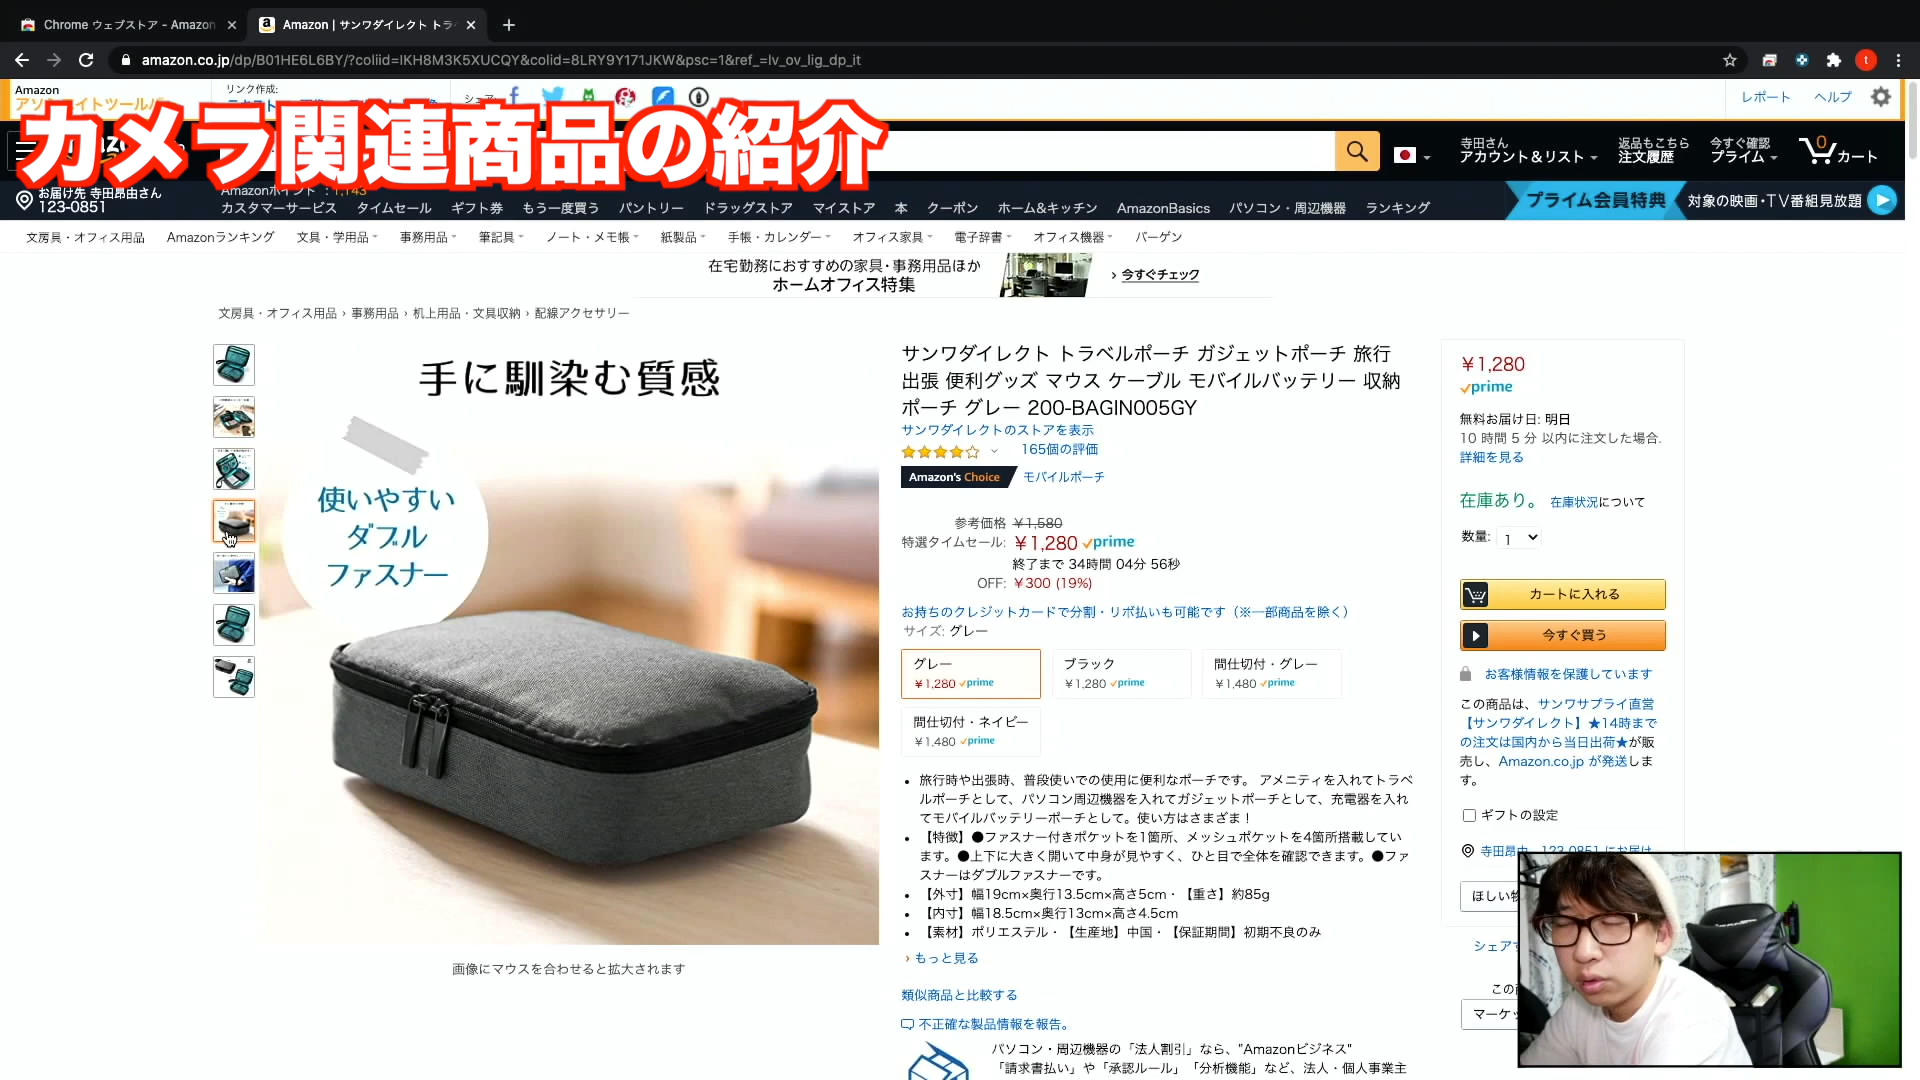 Chrome ウェブストア - Amazon
Amazon | サンワダイレクト トラ
amazon.co.jp/dp/B01HE6L6BY/?coliid=IKH8M3K5XUCQY&colid=8LRY9Y171JKW&psc=1&ref_=lv_ov_lig_dp_it
Amazon
リンク作成:
レポート
ヘルプ
カメラ関連商品の紹介
寺田さん
アカウント＆リスト
返品もこちら
注文履歴
今すぐ確認
プライム
0
カート
お届け先 寺田昂由さん
123-0851
Amazonポイント：1,143
カスタマーサービス タイムセール ギフト券 もう一度買う パントリー ドラッグストア マイストア 本 クーポン ホーム&キッチン AmazonBasics パソコン・周辺機器 ランキング
プライム会員特典 対象の映画・TV番組見放題
文房具・オフィス用品 Amazonランキング 文具・学用品 事務用品 筆記具 ノート・メモ帳 紙製品 手帳・カレンダー オフィス家具 電子辞書 オフィス機器 バーゲン
在宅勤務におすすめの家具・事務用品ほか
ホームオフィス特集
› 今すぐチェック
文房具・オフィス用品 › 事務用品 › 机上用品・文具収納 › 配線アクセサリー
手に馴染む質感
使いやすい
ダブル
ファスナー
画像にマウスを合わせると拡大されます
サンワダイレクト トラベルポーチ ガジェットポーチ 旅行
出張 便利グッズ マウス ケーブル モバイルバッテリー 収納
ポーチ グレー 200-BAGIN005GY
サンワダイレクトのストアを表示
165個の評価
Amazon's Choice モバイルポーチ
参考価格 ￥1,580
特選タイムセール: ￥1,280 prime
終了まで 34時間 04分 56秒
OFF: ￥300 (19%)
お持ちのクレジットカードで分割・リボ払いも可能です（※一部商品を除く）
サイズ: グレー
グレー
￥1,280 prime
ブラック
￥1,280 prime
間仕切付・グレー
￥1,480 prime
間仕切付・ネイビー
￥1,480 prime
旅行時や出張時、普段使いでの使用に便利なポーチです。 アメニティを入れてトラベ
ルポーチとして、パソコン周辺機器を入れてガジェットポーチとして、充電器を入れ
てモバイルバッテリーポーチとして。使い方はさまざま！
【特徴】●ファスナー付きポケットを1箇所、メッシュポケットを4箇所搭載してい
ます。●上下に大きく開いて中身が見やすく、ひと目で全体を確認できます。●ファ
スナーはダブルファスナーです。
【外寸】幅19cm×奥行13.5cm×高さ5cm・【重さ】約85g
【内寸】幅18.5cm×奥行13cm×高さ4.5cm
【素材】ポリエステル・【生産地】中国・【保証期間】初期不良のみ
› もっと見る
類似商品と比較する
不正確な製品情報を報告。
パソコン・周辺機器の「法人割引」なら、"Amazonビジネス"
「請求書払い」や「承認ルール」「分析機能」など、法人・個人事業主
￥1,280
prime
無料お届け日: 明日
10 時間 5 分 以内に注文した場合.
詳細を見る
在庫あり。 在庫状況について
数量: 1
カートに入れる
今すぐ買う
お客様情報を保護しています
この商品は、サンワサプライ直営
【サンワダイレクト】★14時まで
の注文は国内から当日出荷★が販
売し、Amazon.co.jp が発送しま
す。
ギフトの設定
ほしい
シェア
この
マーケ